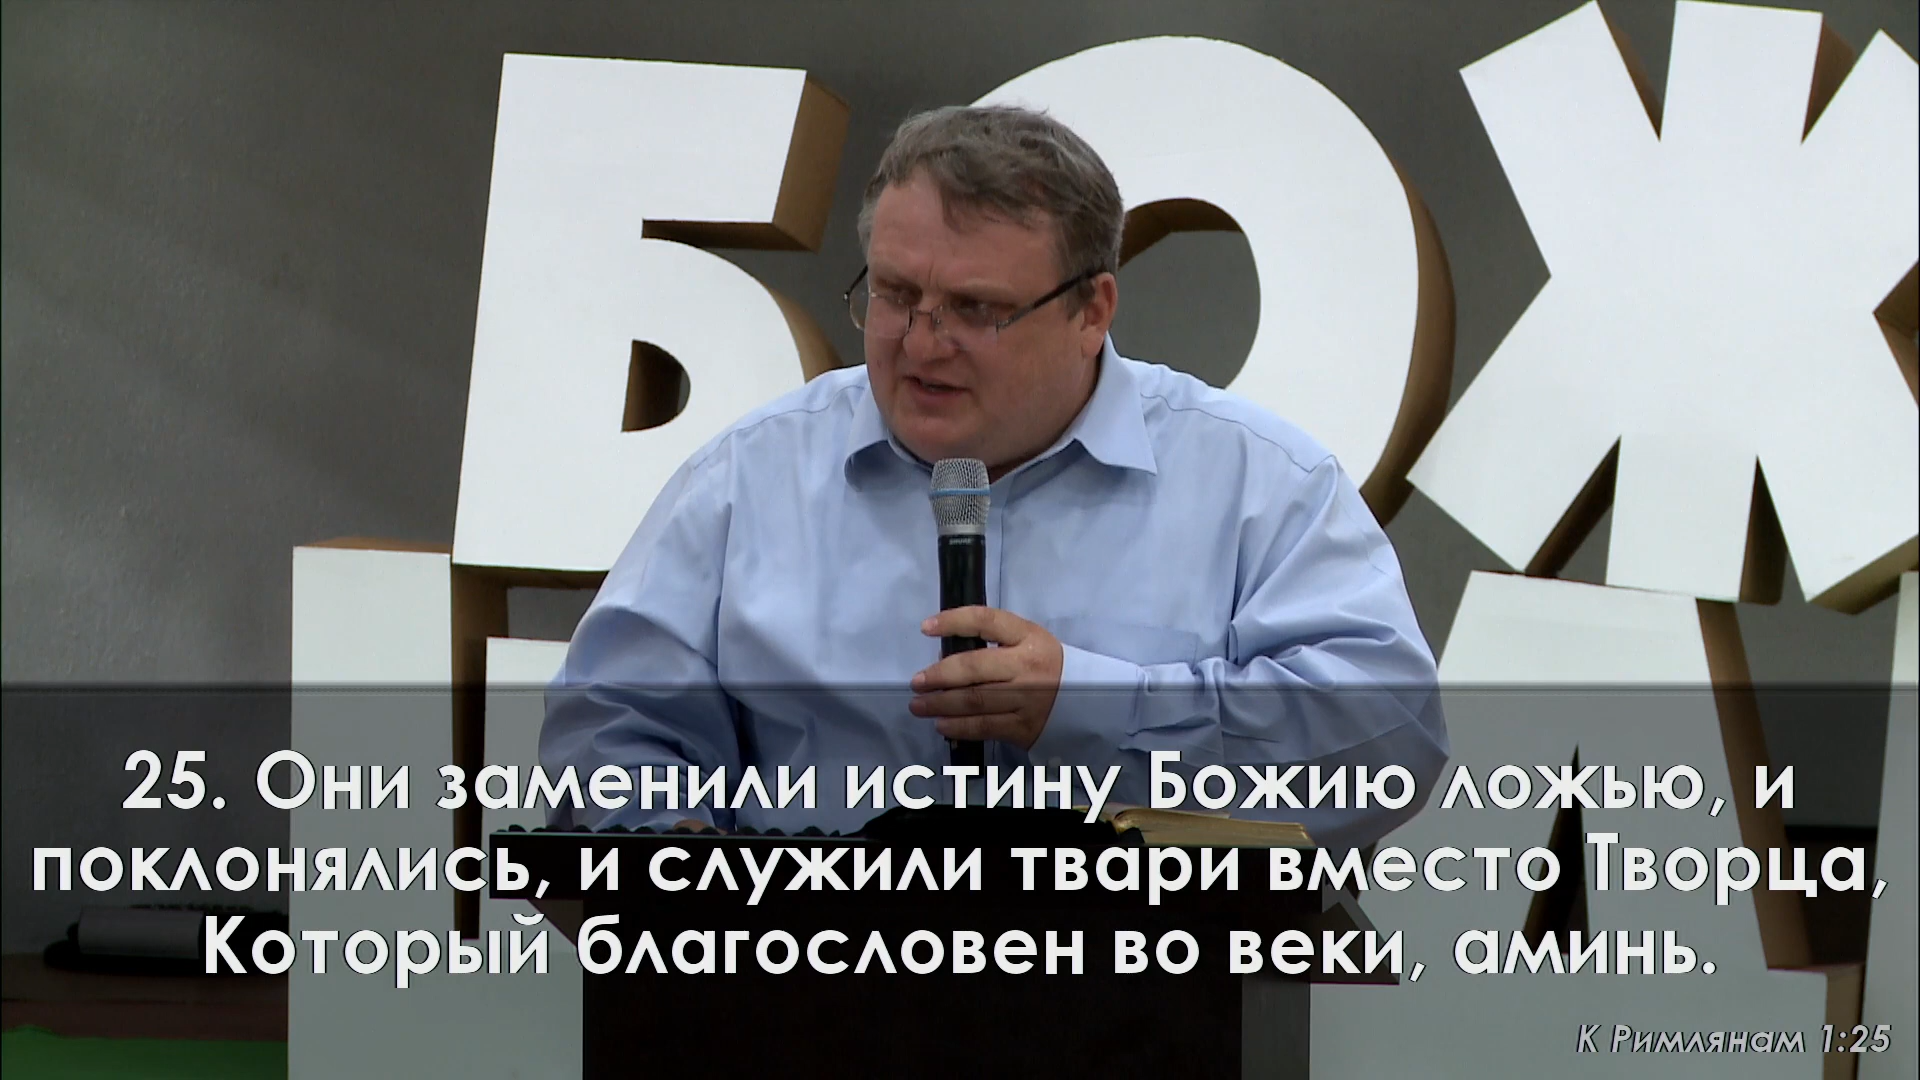 БОЖ
25. Они заменили истину Божию ложью, и
поклонялись, и служили твари вместо Творца,
Который благословен во веки, аминь.
К Римлянам 1:25